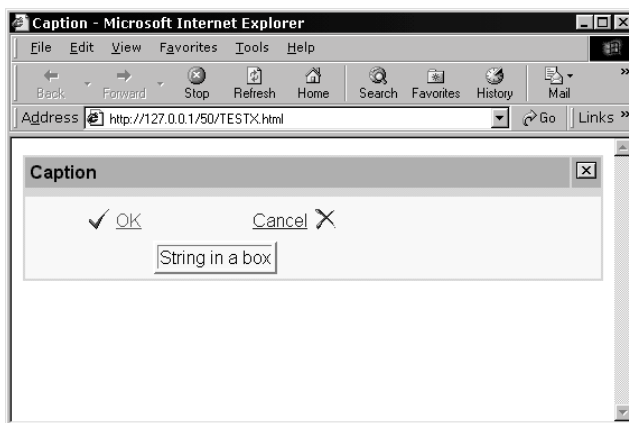 Caption - Microsoft Internet Explorer
File Edit View Favorites Tools Help
Back Forward Stop Refresh Home Search Favorites History Mail »
Address http://127.0.0.1/50/TESTX.html Go Links »
Caption
OK Cancel
String in a box